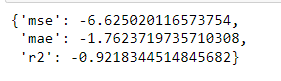 {'mse': -6.625020116573754,
'mae': -1.7623719735710308,
'r2': -0.9218344514845682}